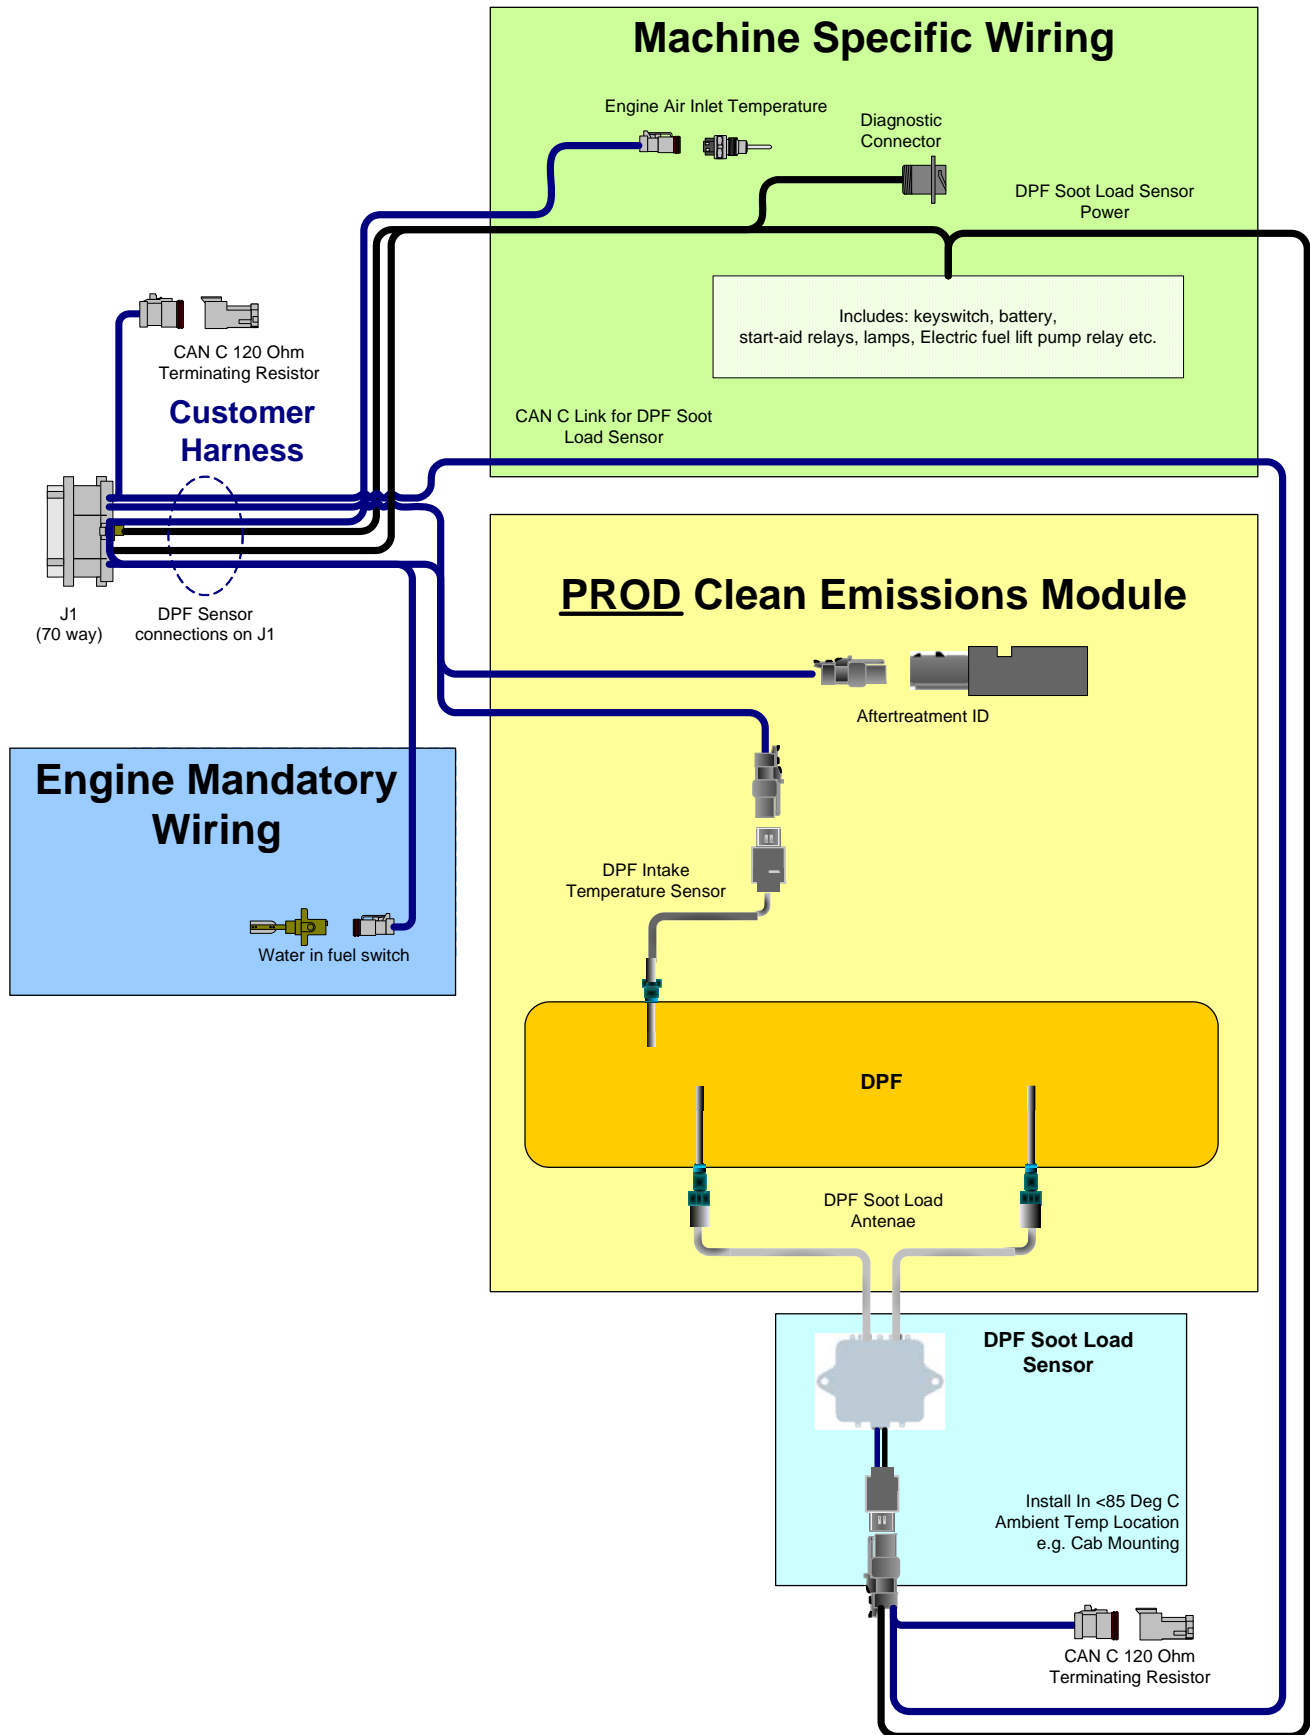 Machine Specific Wiring
Engine Air Inlet Temperature
Diagnostic
Connector
DPF Soot Load Sensor
Power
Includes: keyswitch, battery,
start-aid relays, lamps, Electric fuel lift pump relay etc.
CAN C 120 Ohm
Terminating Resistor
Customer
Harness
CAN C Link for DPF Soot
Load Sensor
J1
(70 way)
DPF Sensor
connections on J1
PROD Clean Emissions Module
Aftertreatment ID
Engine Mandatory
Wiring
Water in fuel switch
DPF Intake
Temperature Sensor
DPF
DPF Soot Load
Antenae
DPF Soot Load
Sensor
Install In <85 Deg C
Ambient Temp Location
e.g. Cab Mounting
CAN C 120 Ohm
Terminating Resistor